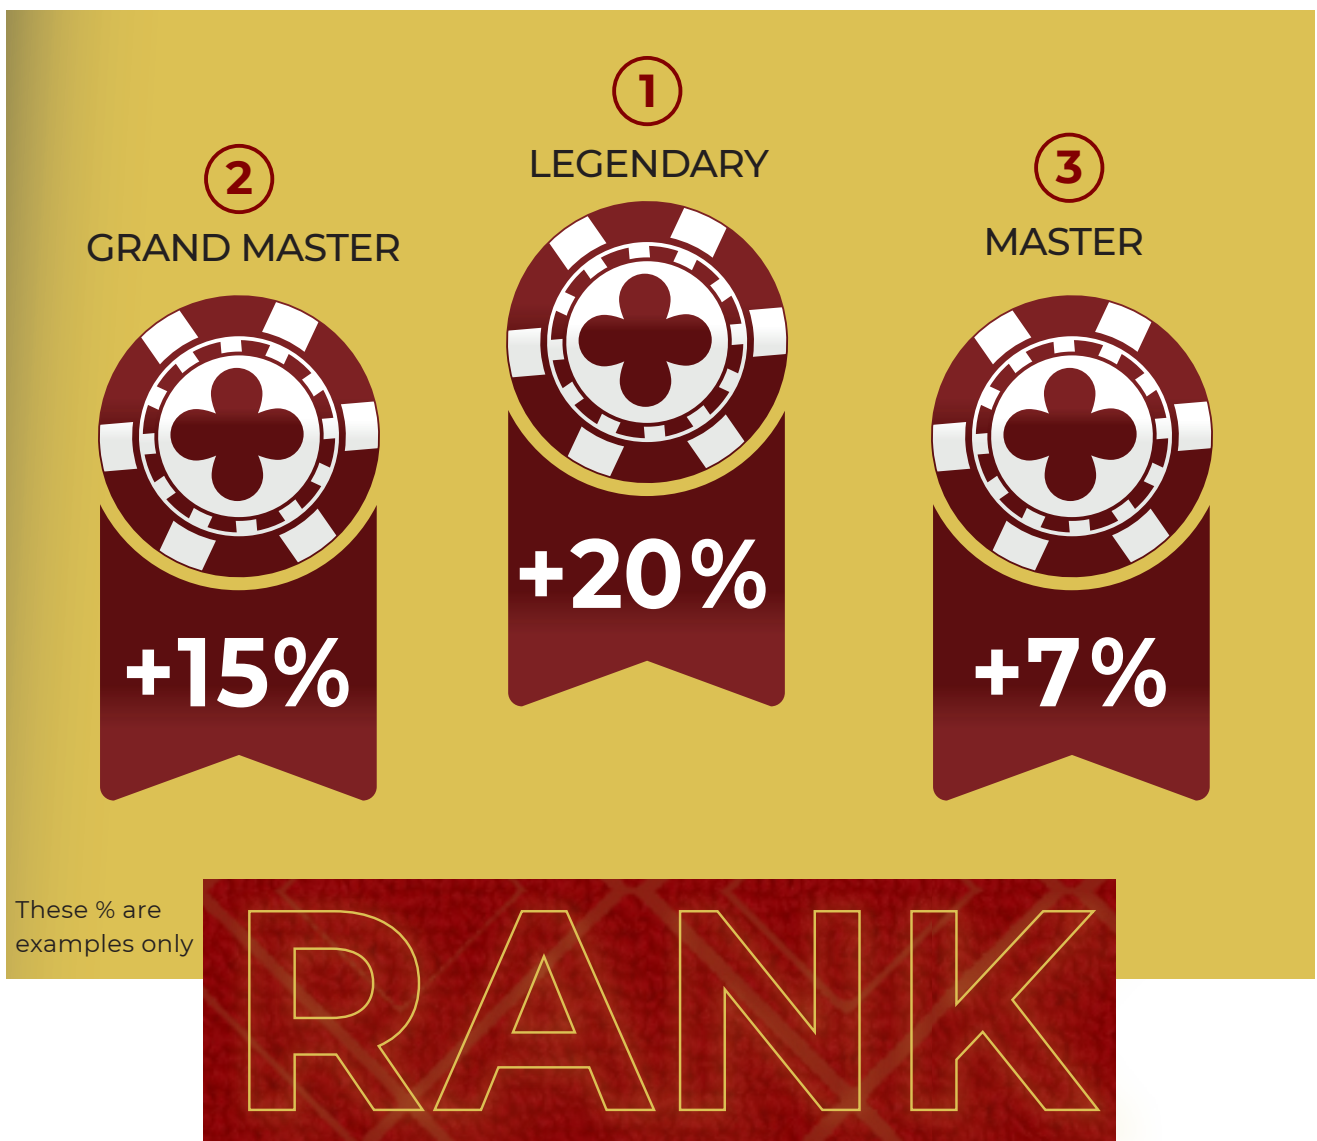 1
LEGENDARY
+20%
2
GRAND MASTER
+15%
3
MASTER
+7%
These % are
examples only
RANK